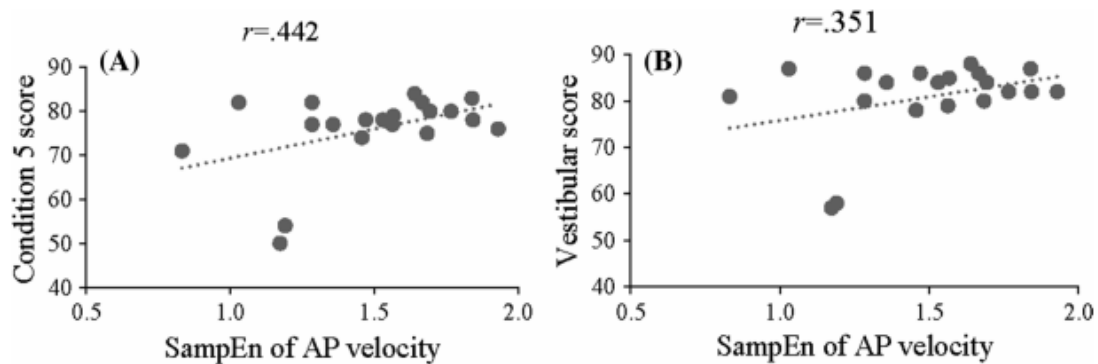 r=.442
(A)
90
80
70
60
50
40
Condition 5 score
0.5 1.0 1.5 2.0
SampEn of AP velocity
r=.351
(B)
90
80
70
60
50
40
Vestibular score
0.5 1.0 1.5 2.0
SampEn of AP velocity